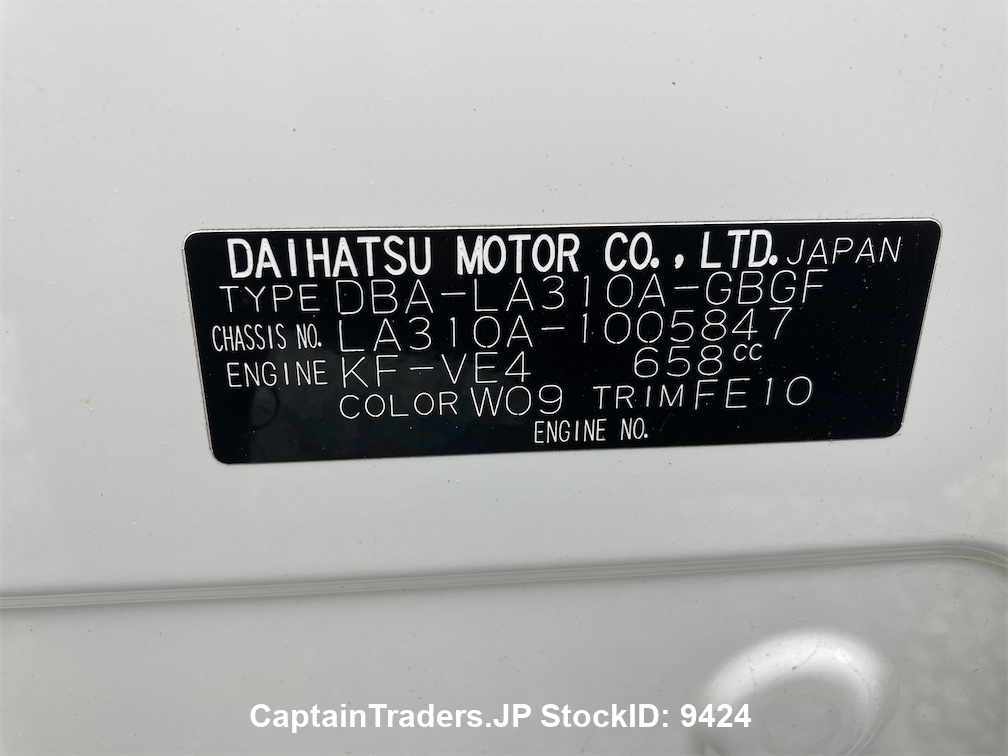 DAIHATSU MOTOR CO., LTD. JAPAN
TYPE DBA-LA310A-GBGF
CHASSIS NO. LA310A-1005847
ENGINE KF-VE4 658cc
COLOR W09 TRIM FE10
ENGINE NO.
CaptainTraders.JP StockID: 9424